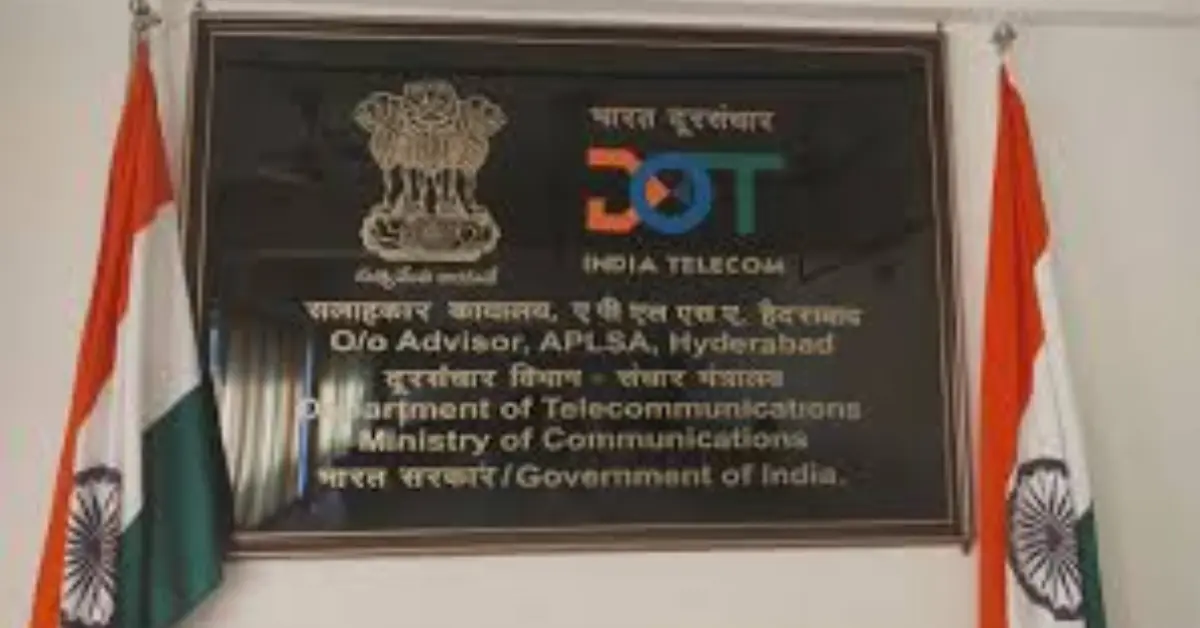 भारत दूरसंचार
DOT
INDIA TELECOM
सलाहकार कार्यालय, ए पी एल एस ए, हैदराबाद
O/o Advisor, APLSA, Hyderabad
दूरसंचार विभाग - संचार मंत्रालय
Department of Telecommunications
Ministry of Communications
भारत सरकार/Government of India.